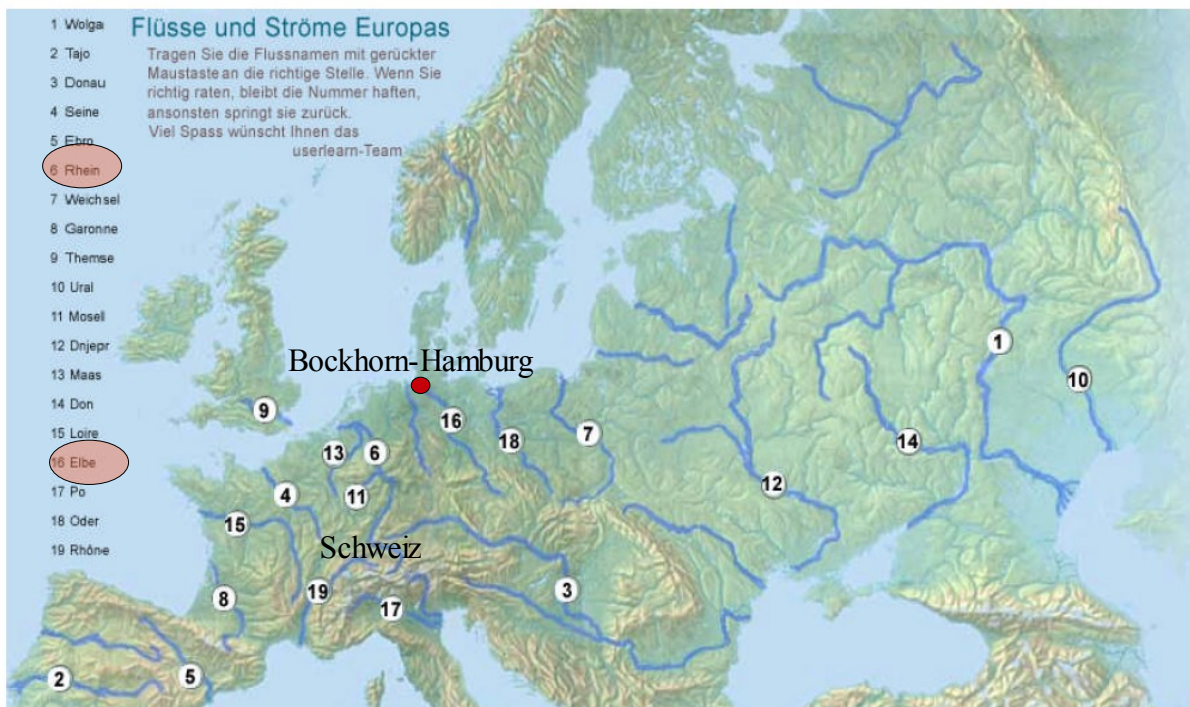 1 Wolga
2 Tajo
3 Donau
4 Seine
5 Ebro
6 Rhein
7 Weichsel
8 Garonne
9 Themse
10 Ural
11 Mosell
12 Dnjepr
13 Maas
14 Don
15 Loire
16 Elbe
17 Po
18 Oder
19 Rhône
Flüsse und Ströme Europas
Tragen Sie die Flussnamen mit gerückter
Maustaste an die richtige Stelle. Wenn Sie
richtig raten, bleibt die Nummer haften,
ansonsten springt sie zurück.
Viel Spass wünscht Ihnen das
userlearn-Team
Bockhorn-Hamburg
Schweiz
1
10
9
16
7
18
14
13
6
12
11
4
15
3
19
8
17
5
2